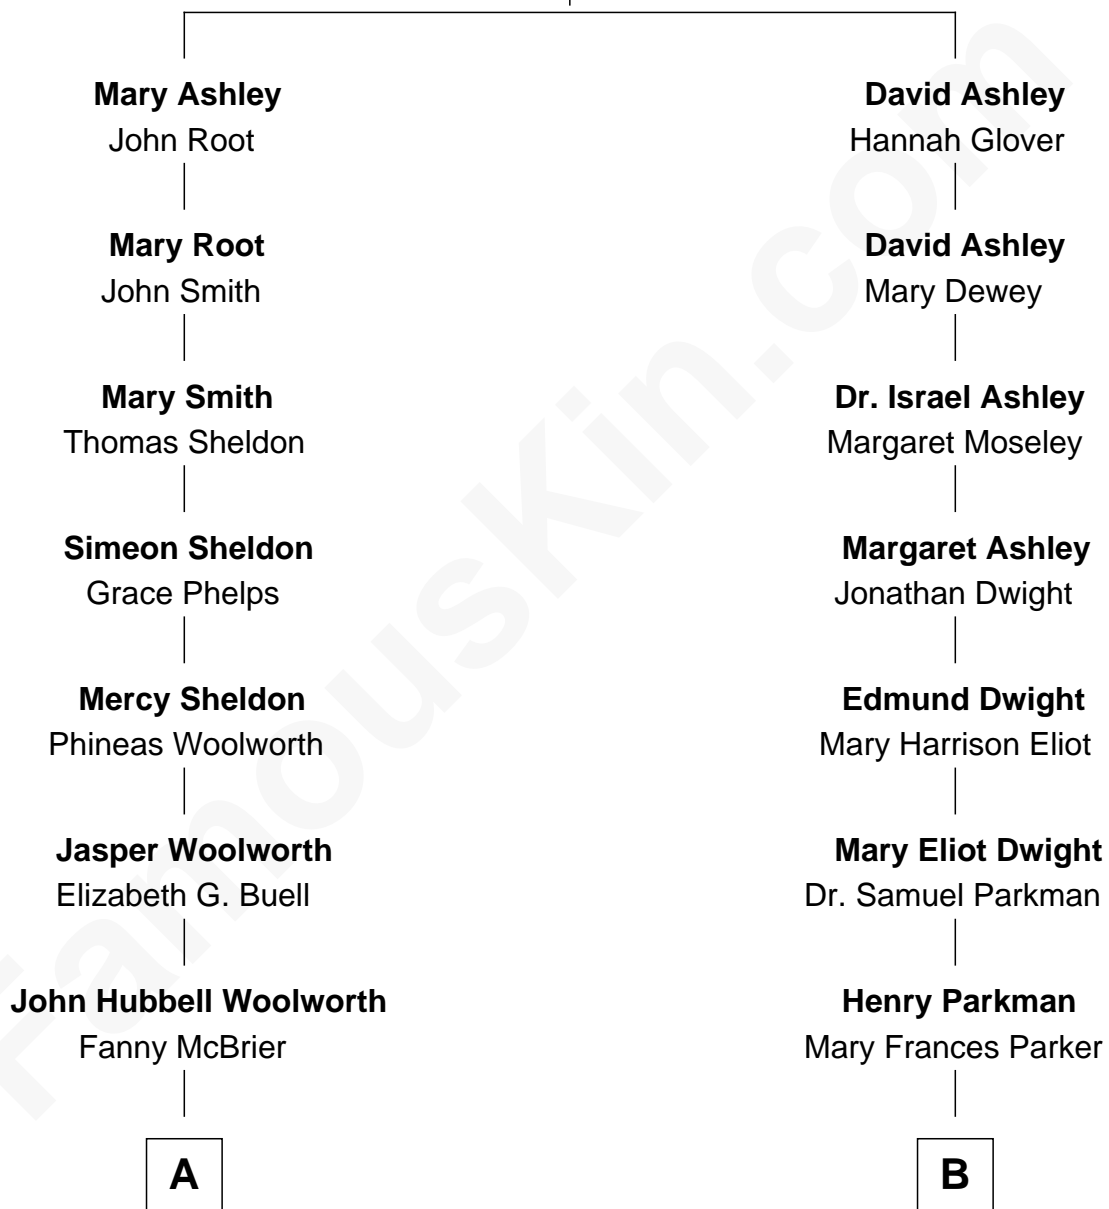 Mary Ashley
John Root
Mary Root
John Smith
Mary Smith
Thomas Sheldon
Simeon Sheldon
Grace Phelps
Mercy Sheldon
Phineas Woolworth
Jasper Woolworth
Elizabeth G. Buell
John Hubbell Woolworth
Fanny McBrier
A
David Ashley
Hannah Glover
David Ashley
Mary Dewey
Dr. Israel Ashley
Margaret Moseley
Margaret Ashley
Jonathan Dwight
Edmund Dwight
Mary Harrison Eliot
Mary Eliot Dwight
Dr. Samuel Parkman
Henry Parkman
Mary Frances Parker
B
FamousKin.com